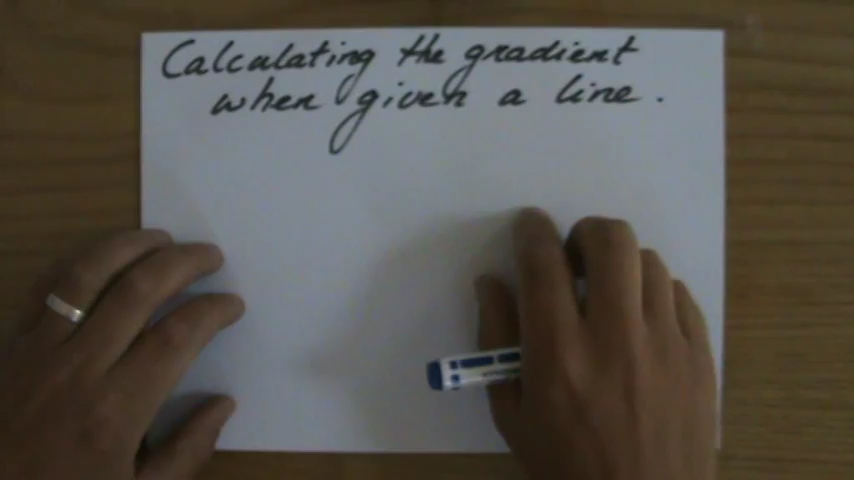 Calculating the gradient
when given a line.